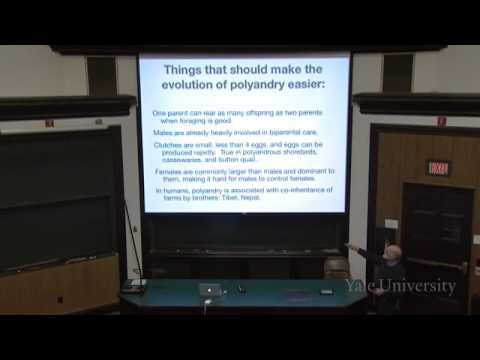 Things that should make the
evolution of polyandry easier:
One parent can rear as many offspring as two parents
when foraging is good.
Males are already heavily involved in biparental care.
Clutches are small, less than 4 eggs, and eggs can be
produced rapidly. True in polyandrous shorebirds,
cassowaries, and button quail.
Females are commonly larger than males and dominant to
them, making it hard for males to control females.
In humans, polyandry is associated with co-inheritance of
farms by brothers: Tibet, Nepal.
EXIT
Yale University